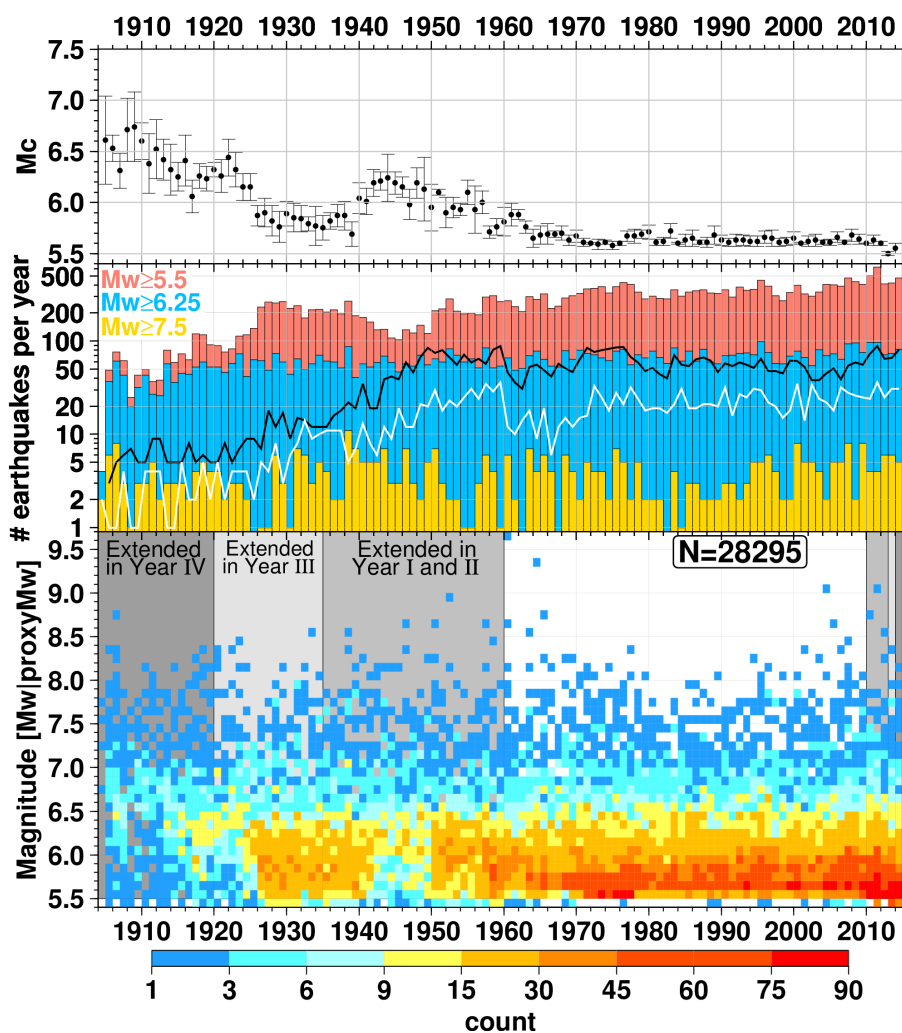 1910 1920 1930 1940 1950 1960 1970 1980 1990 2000 2010
7.5
7.0
6.5
6.0
5.5
Mc
500
200
100
50
20
10
5
2
1
# earthquakes per year
Mw≥5.5
Mw≥6.25
Mw≥7.5
9.5
9.0
8.5
8.0
7.5
7.0
6.5
6.0
5.5
Magnitude [Mw|proxyMw]
Extended
in Year IV
Extended
in Year III
Extended in
Year I and II
N=28295
1910 1920 1930 1940 1950 1960 1970 1980 1990 2000 2010
1 3 6 9 15 30 45 60 75 90
count